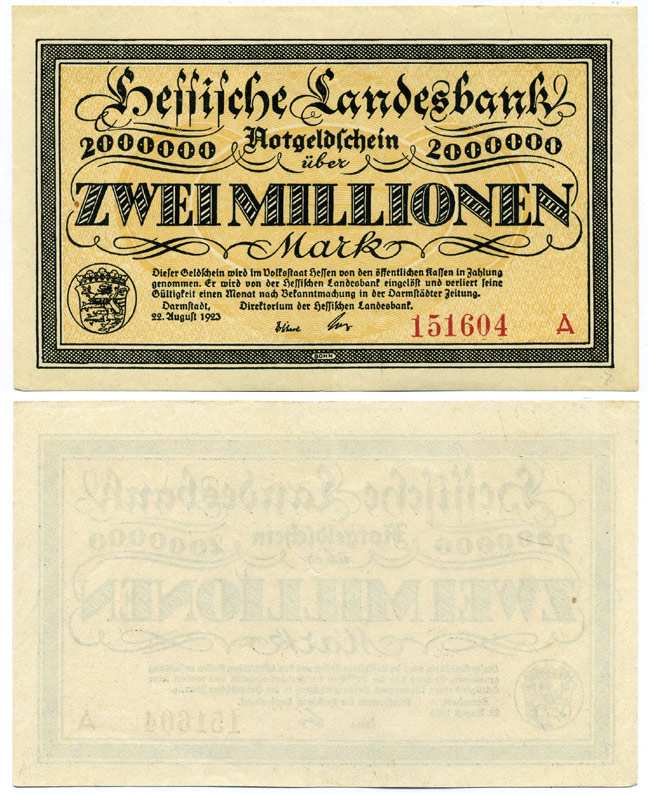 Hessische Landesbank
2000000 Notgeldschein 2000000
über
ZWEI MILLIONEN
Mark
Dieser Geldschein wird im Volksstaat Hessen von den öffentlichen Kassen in Zahlung
genommen. Er wird von der Hessischen Landesbank eingelöst und verliert seine
Gültigkeit einen Monat nach Bekanntmachung in der Darmstädter Zeitung.
Darmstadt, Direktorium der Hessischen Landesbank.
22. August 1923
151604 A